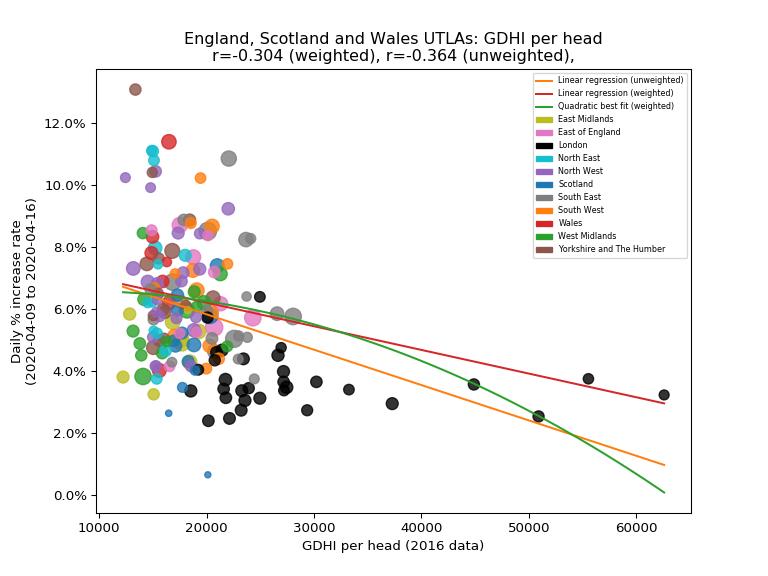 England, Scotland and Wales UTLAs: GDHI per head
r=-0.304 (weighted), r=-0.364 (unweighted),
Linear regression (unweighted)
Linear regression (weighted)
Quadratic best fit (weighted)
East Midlands
East of England
London
North East
North West
Scotland
South East
South West
Wales
West Midlands
Yorkshire and The Humber
Daily % increase rate
(2020-04-09 to 2020-04-16)
12.0%
10.0%
8.0%
6.0%
4.0%
2.0%
0.0%
10000 20000 30000 40000 50000 60000
GDHI per head (2016 data)